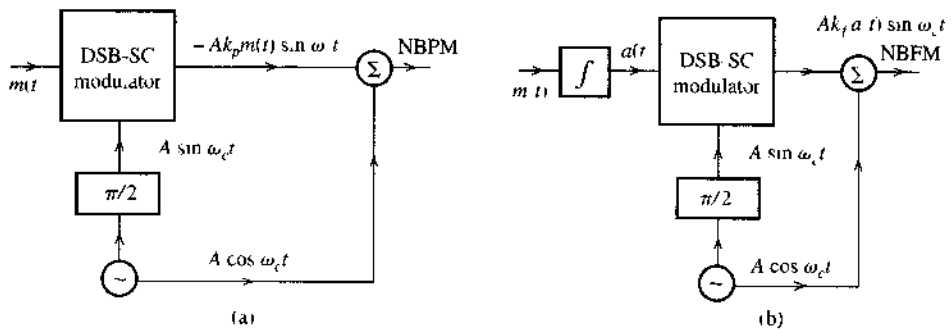 − Ak_p m(t) sin ω t
DSB-SC
modulator
m(t
Σ
NBPM
A sin ω_c t
π/2
~
A cos ω_c t
(a)
Ak_f a t) sin ω_c t
NBFM
m t)
∫
a(t
DSB SC
modulator
Σ
A sin ω_c t
π/2
~
A cos ω_c t
(b)